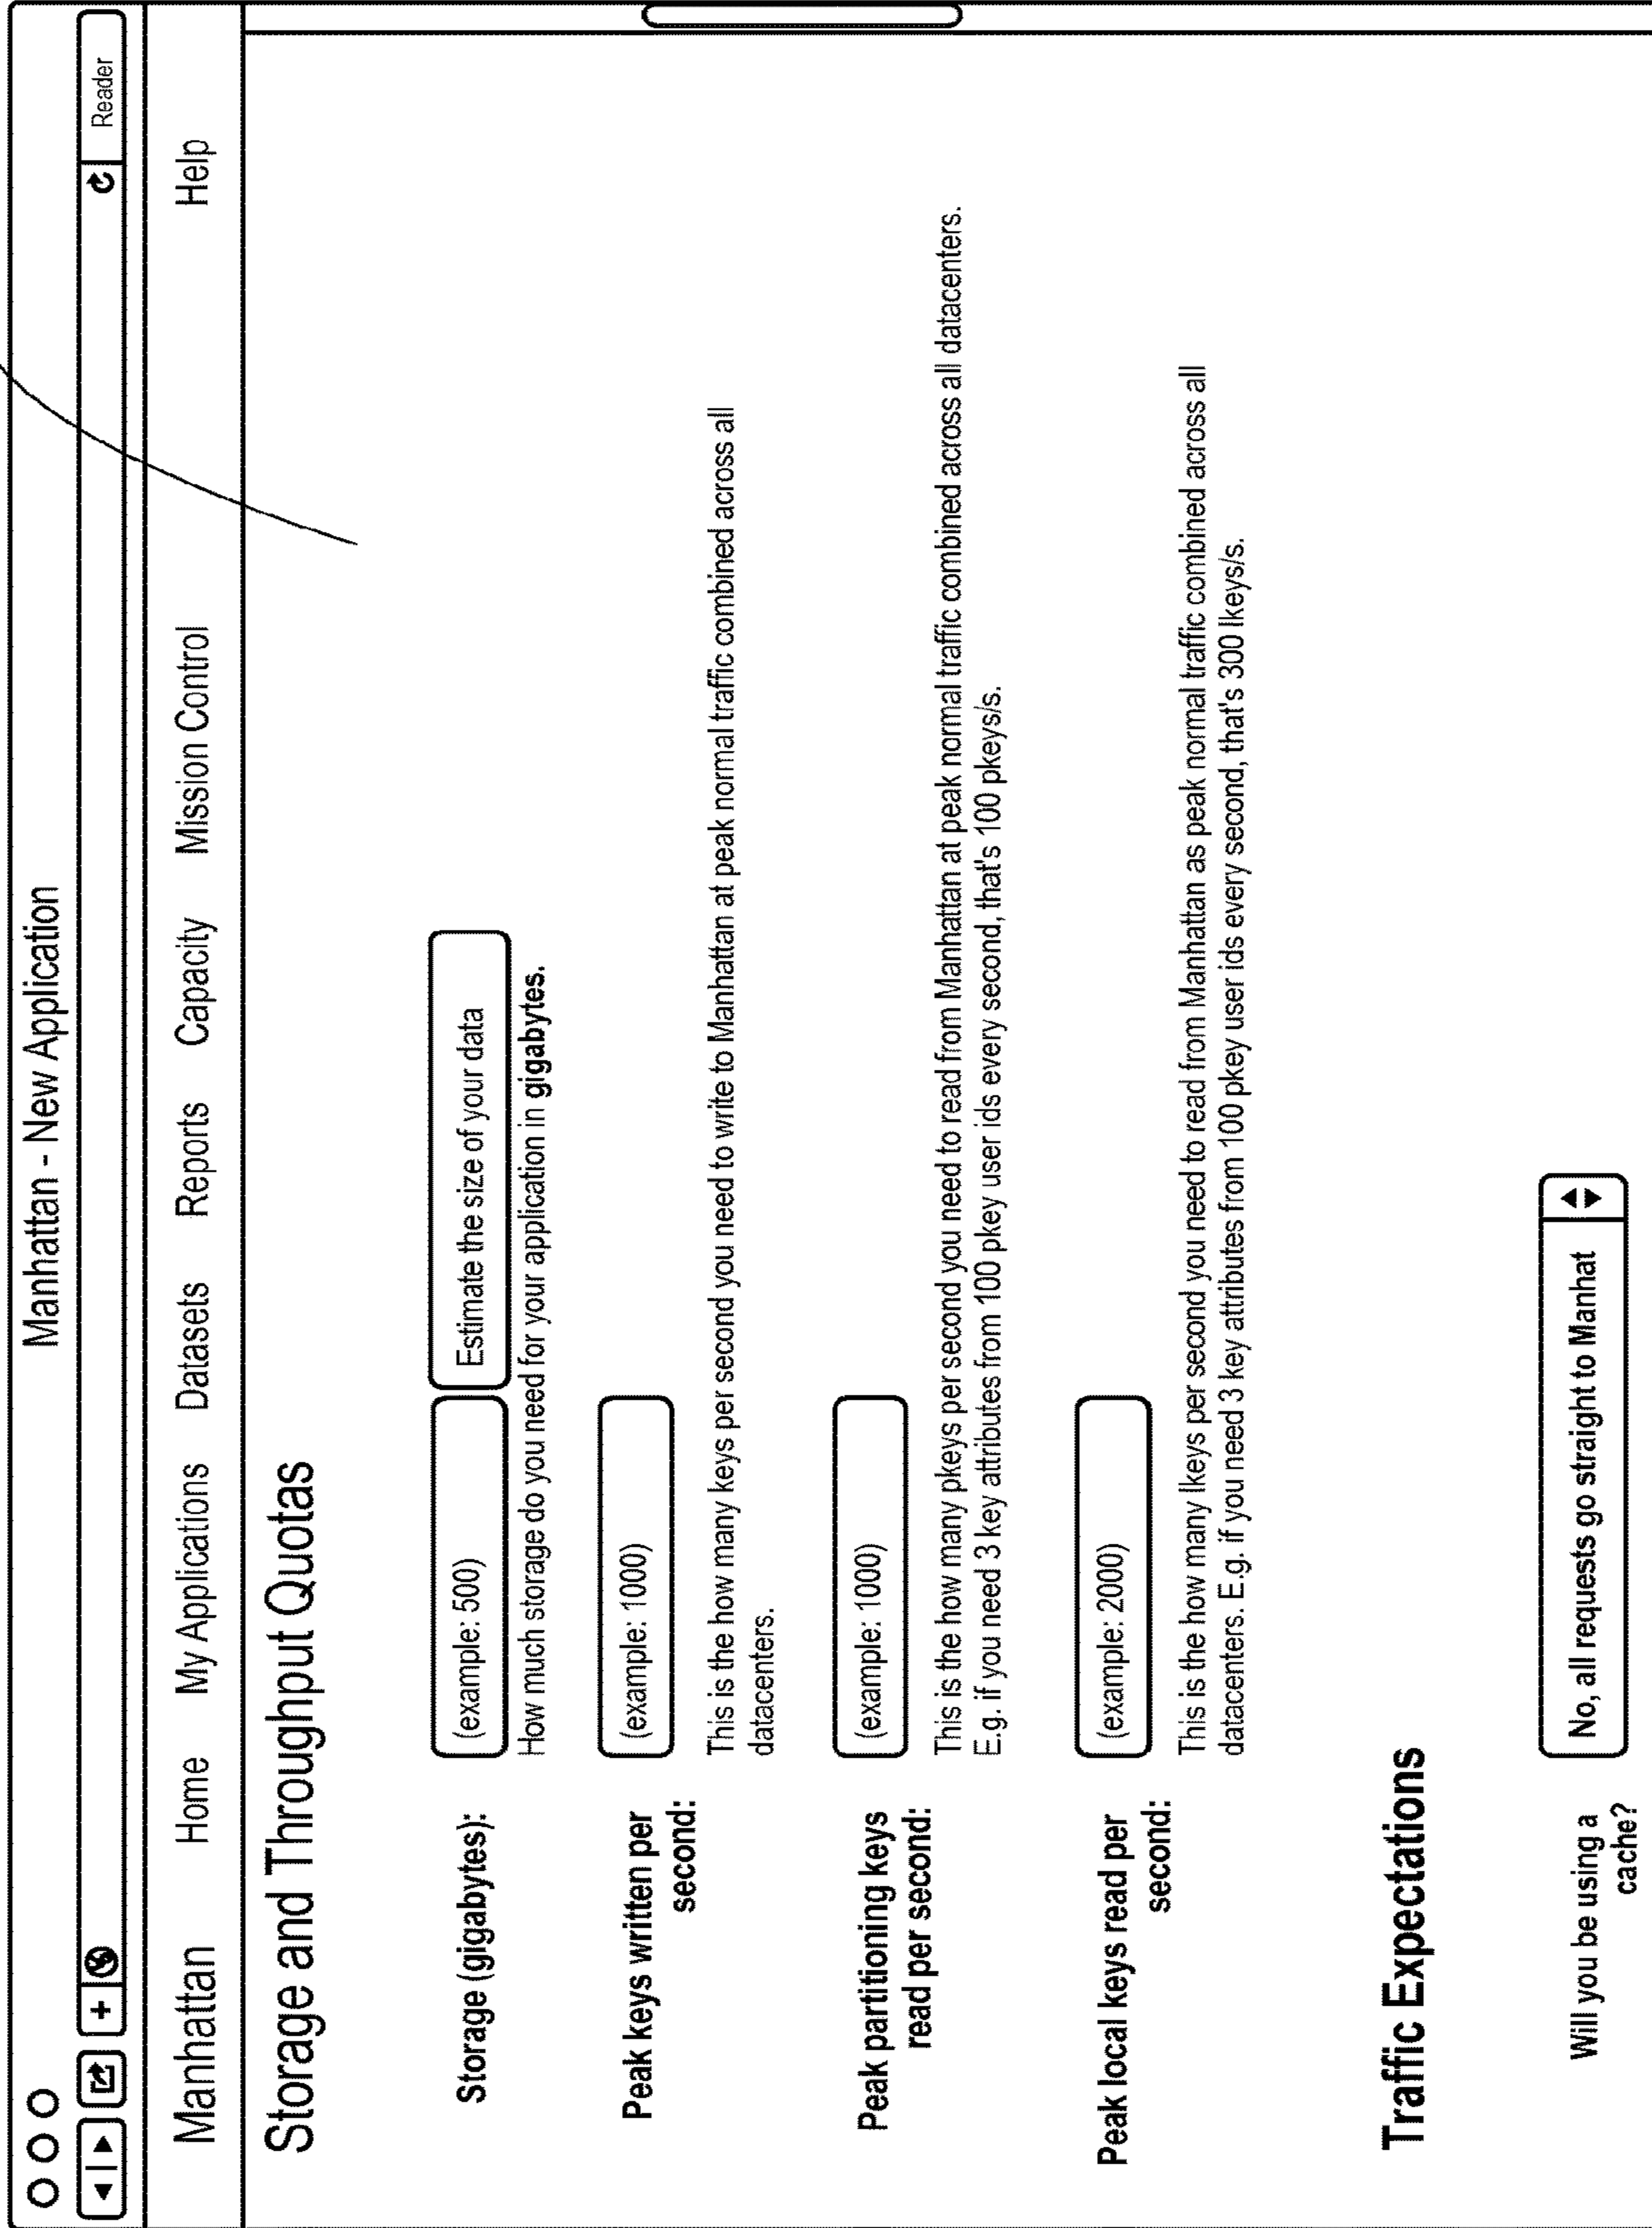 Manhattan - New Application
Reader
Manhattan Home My Applications Datasets Reports Capacity Mission Control Help
Storage and Throughput Quotas
Storage (gigabytes): (example: 500) Estimate the size of your data
How much storage do you need for your application in gigabytes.
Peak keys written per
second:
(example: 1000)
This is the how many keys per second you need to write to Manhattan at peak normal traffic combined across all
datacenters.
Peak partitioning keys
read per second:
(example: 1000)
This is the how many pkeys per second you need to read from Manhattan at peak normal traffic combined across all datacenters.
E.g. if you need 3 key attributes from 100 pkey user ids every second, that's 100 pkeys/s.
Peak local keys read per
second:
(example: 2000)
This is the how many lkeys per second you need to read from Manhattan as peak normal traffic combined across all
datacenters. E.g. if you need 3 key attributes from 100 pkey user ids every second, that's 300 lkeys/s.
Traffic Expectations
Will you be using a
cache?
No, all requests go straight to Manhat